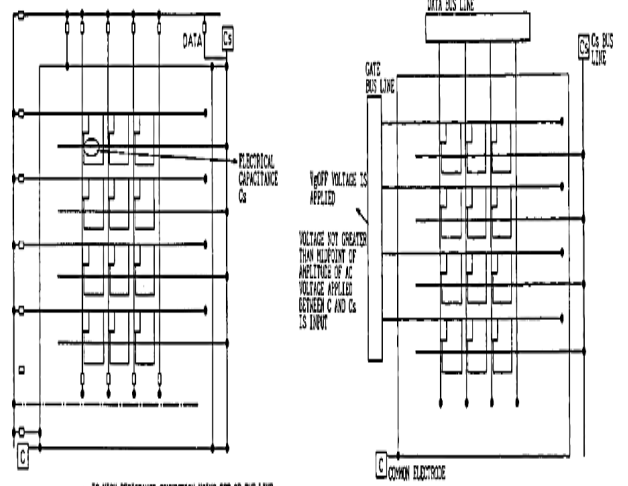 DATA
Cs
ELECTRICAL
CAPACITANCE
Cs
C
DATA BUS LINE
Cs
Cs BUS
LINE
GATE
BUS LINE
VgOFF VOLTAGE IS
APPLIED
VOLTAGE NOT GREATER
THAN MIDPOINT OF
AMPLITUDE OF AC
VOLTAGE APPLIED
BETWEEN C AND Cs
IS INPUT
C
COMMON ELECTRODE